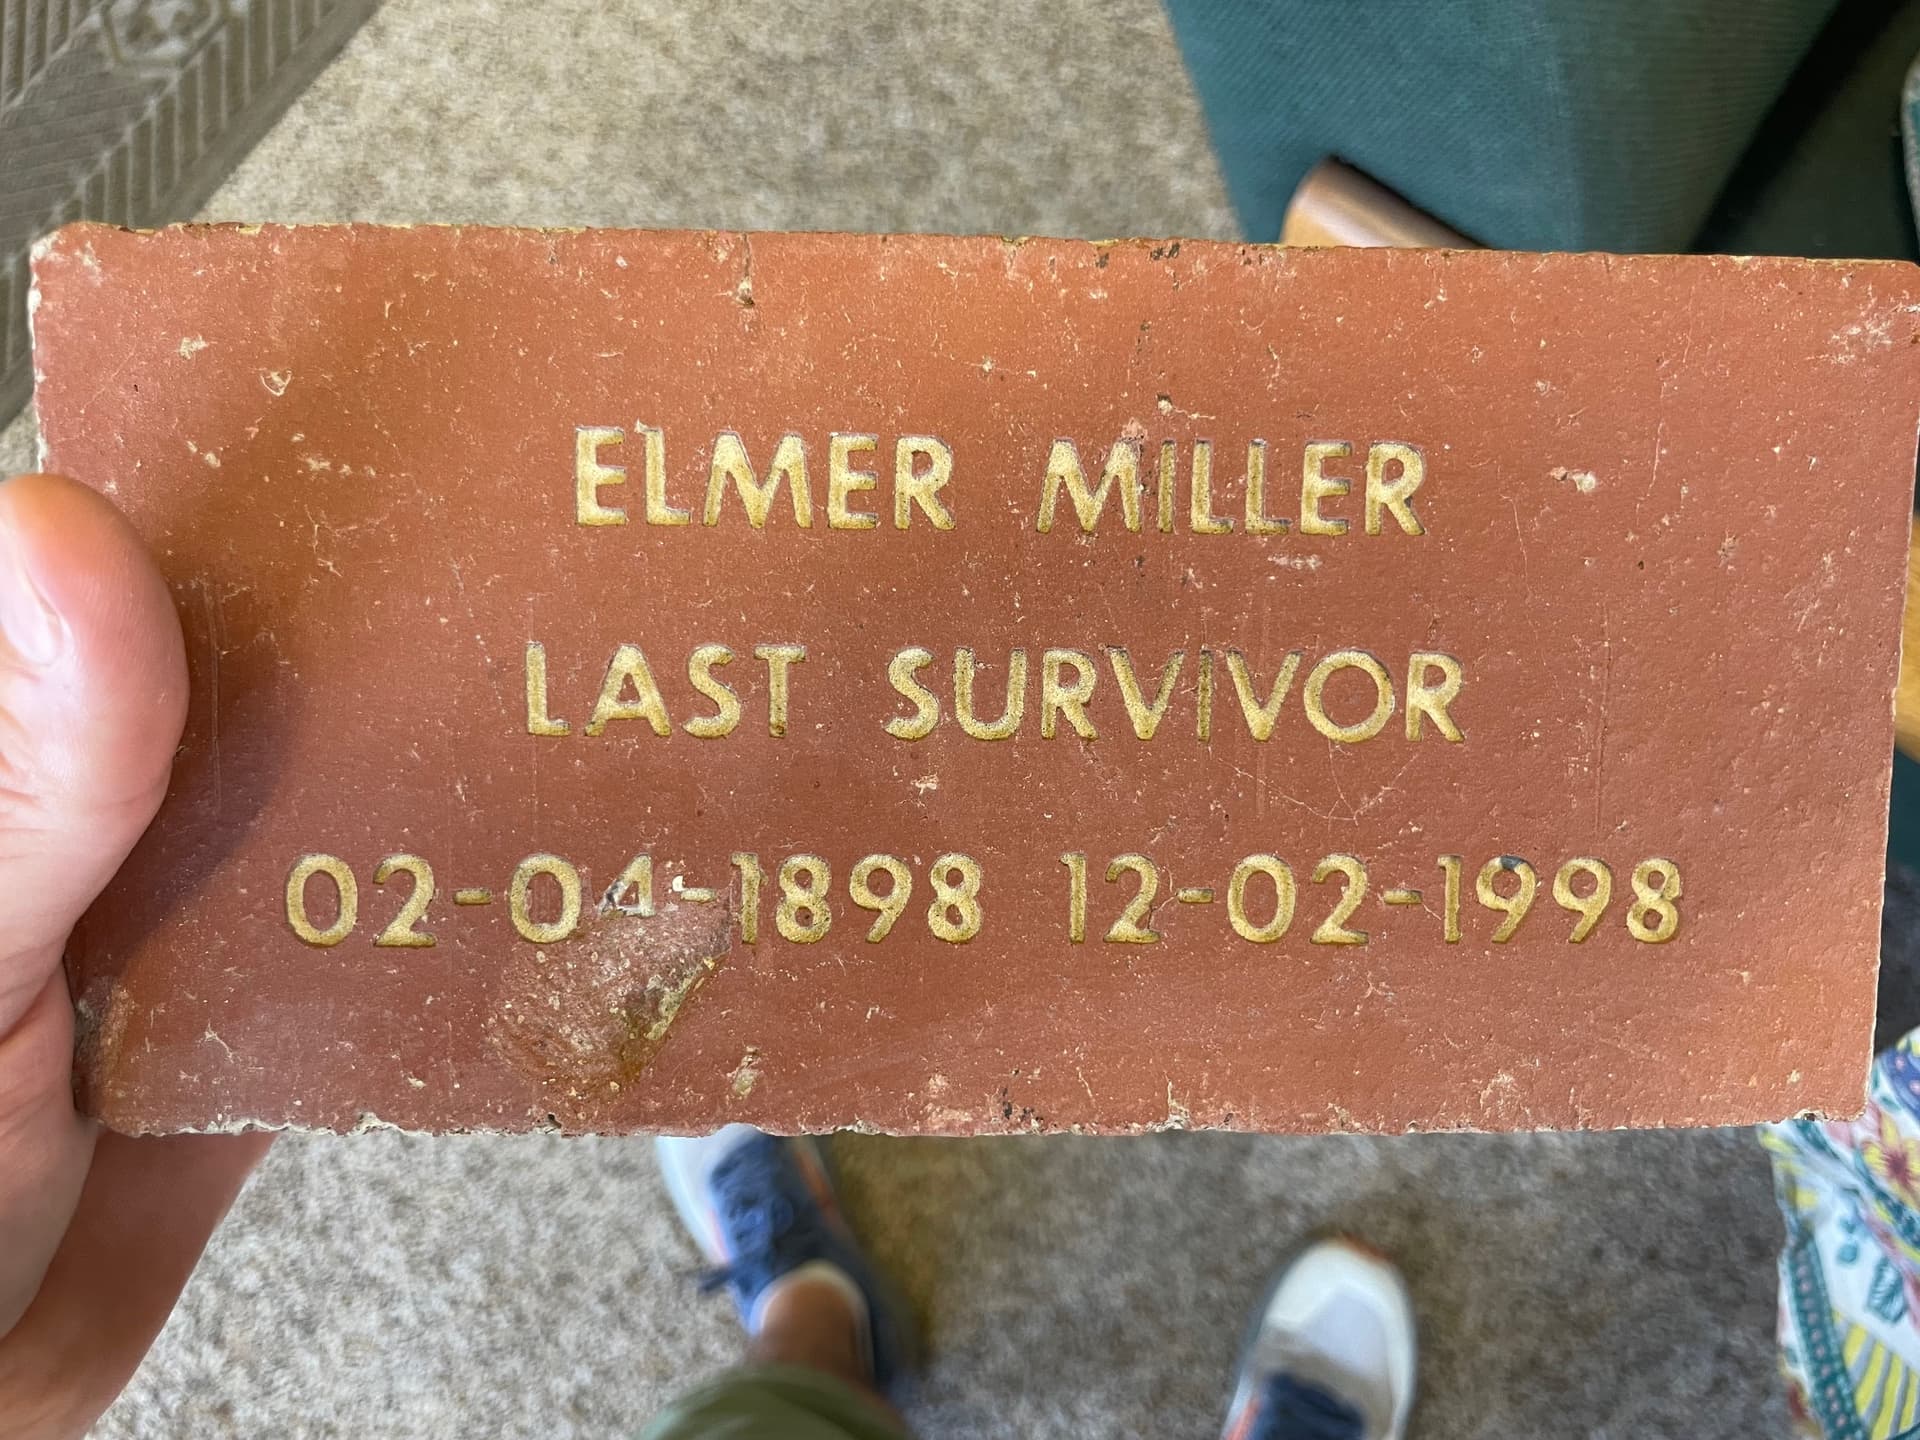 ELMER MILLER
LAST SURVIVOR
02-04-1898 12-02-1998